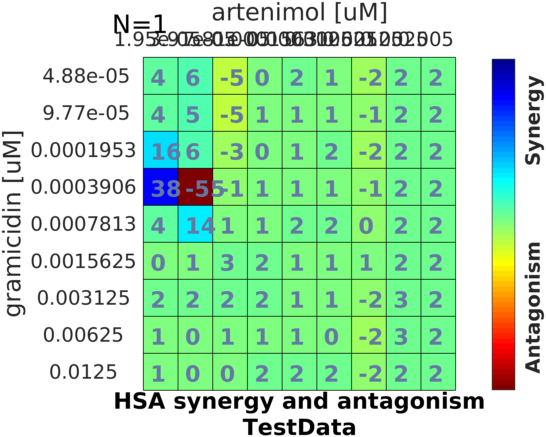 artenimol [uM]
N=1
4.88e-05 4 6 -5 0 2 1 -2 2 2
9.77e-05 4 5 -5 1 1 1 -1 2 2
0.0001953 16 6 -3 0 1 2 -2 2 2
0.0003906 38 -55 -1 1 1 1 -1 2 2
0.0007813 4 14 1 1 2 2 0 2 2
0.0015625 0 1 3 2 1 1 1 2 2
0.003125 2 2 2 2 1 1 -2 3 2
0.00625 1 0 1 1 1 0 -2 3 2
0.0125 1 0 0 2 2 2 -2 2 2
gramicidin [uM]
Synergy
Antagonism
HSA synergy and antagonism
TestData